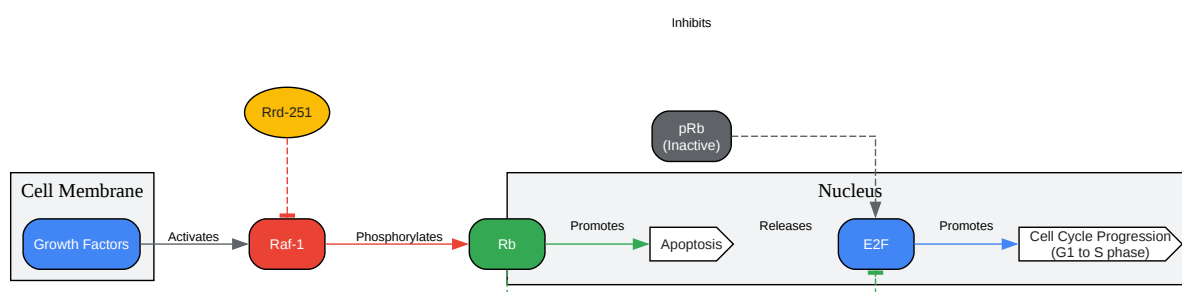 Inhibits
Rrd-251
pRb
(Inactive)
Cell Membrane
Nucleus
Growth Factors
Activates
Raf-1
Phosphorylates
Rb
Promotes
Apoptosis
Releases
E2F
Promotes
Cell Cycle Progression
(G1 to S phase)